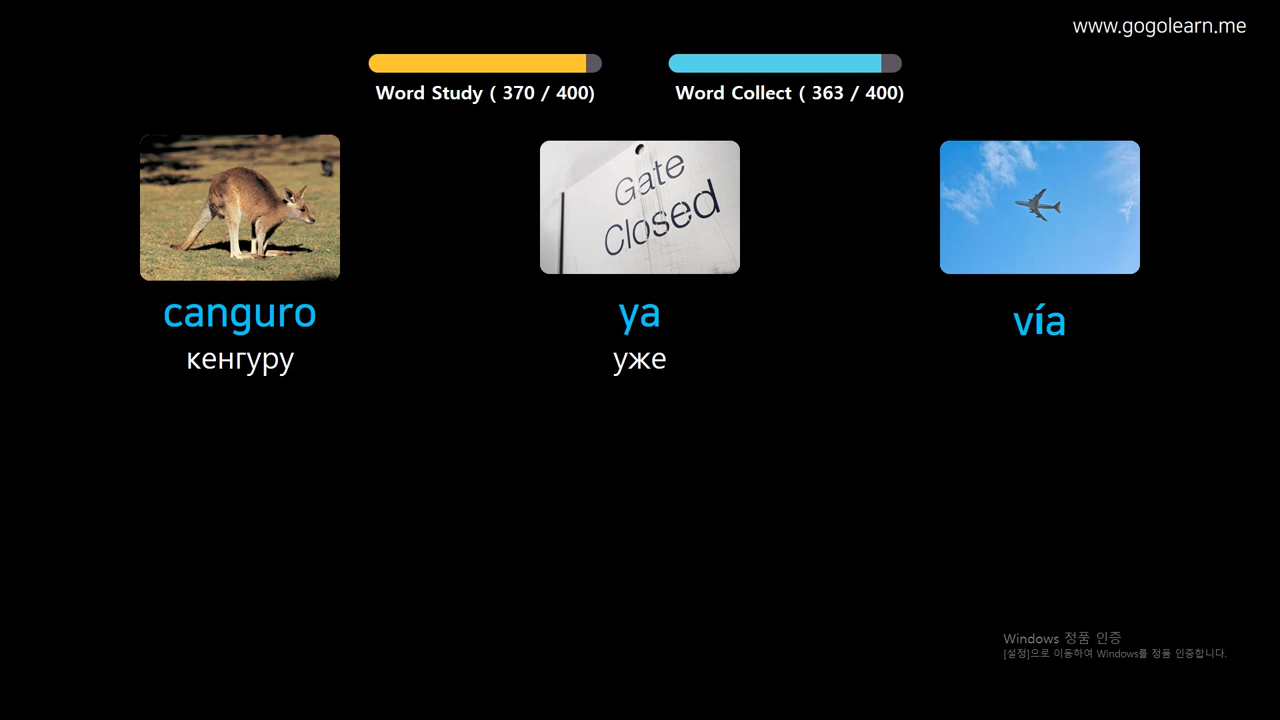 www.gogolearn.me
Word Study ( 370 / 400)
Word Collect ( 363 / 400)
Gate
Closed
canguro
ya
vía
кенгуру
уже
Windows 정품 인증
[설정]으로 이동하여 Windows를 정품 인증합니다.